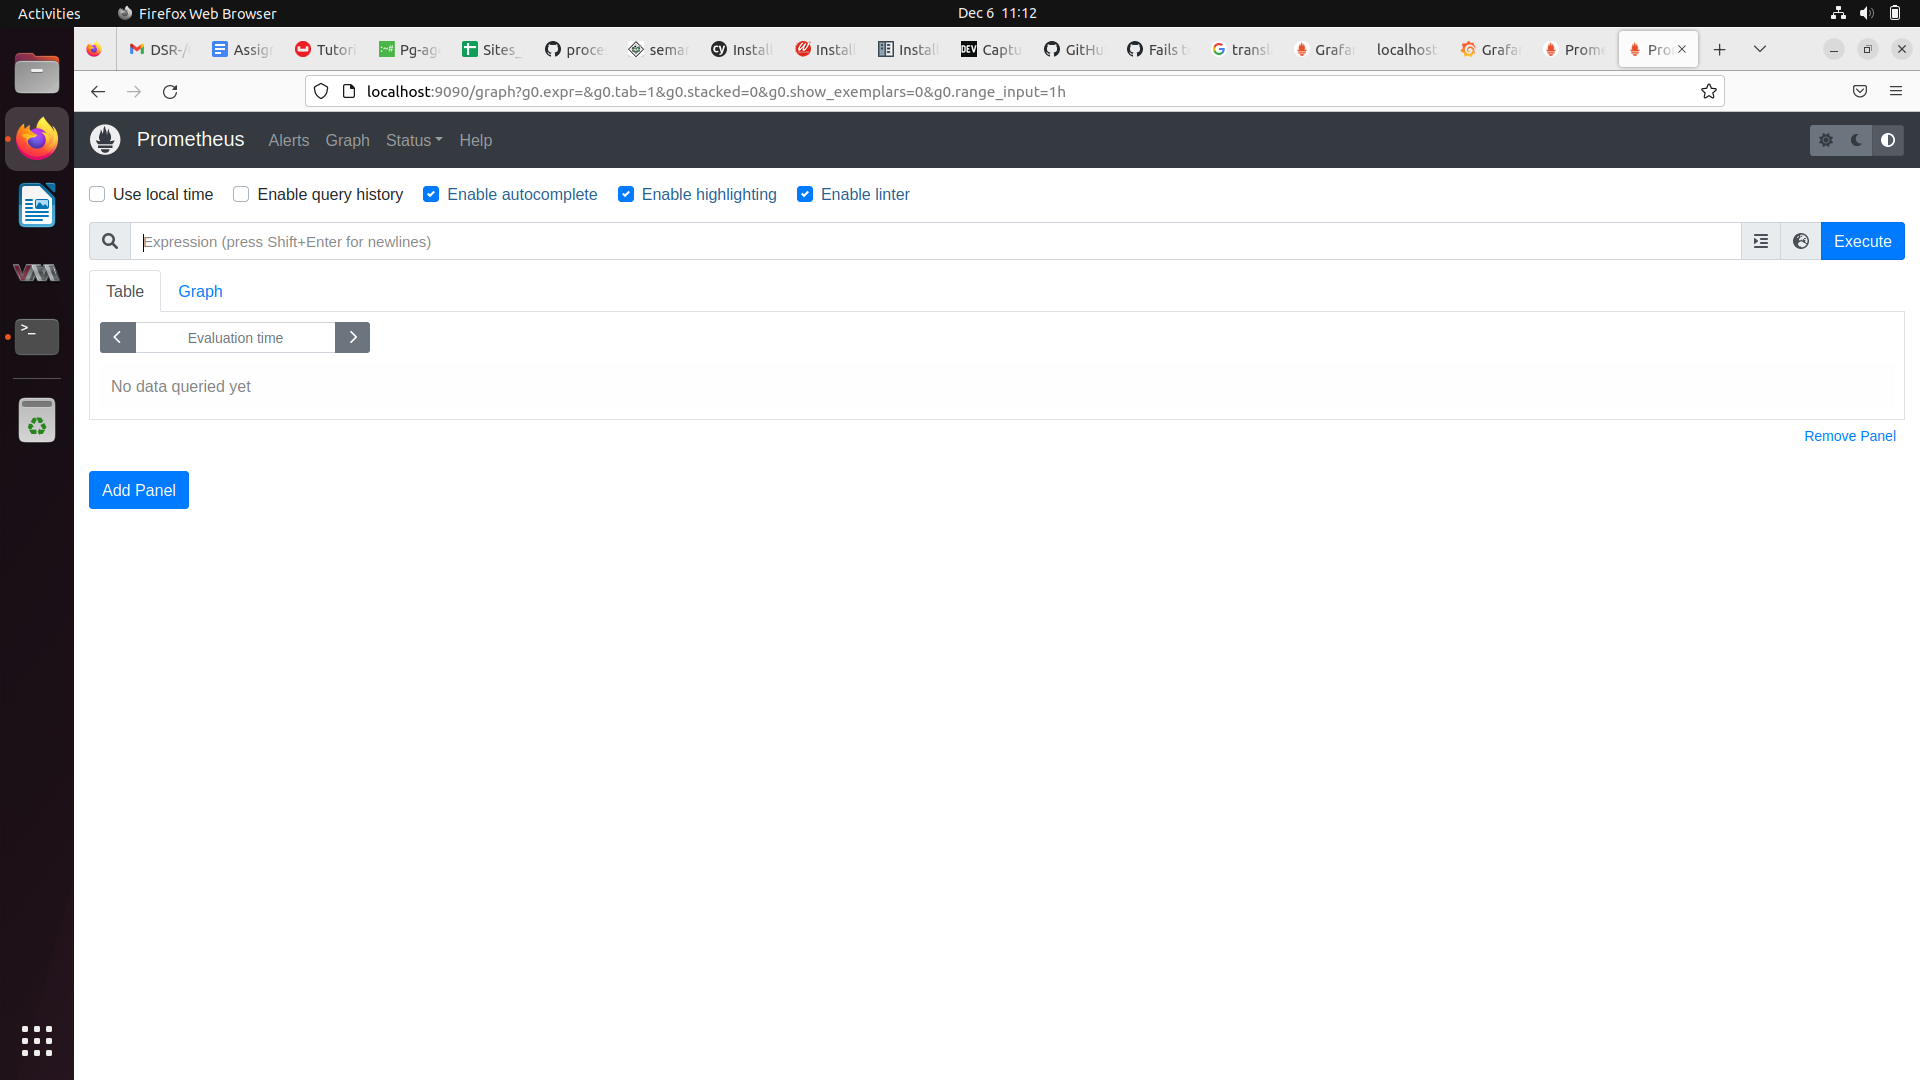 Activities Firefox Web Browser Dec 6 11:12
DSR-/ Assig Tutori Pg-ag Sites_ proce semar Install Install Install Captu GitHu Fails t transl Grafa localhost Grafa Prome Pro
localhost:9090/graph?g0.expr=&g0.tab=1&g0.stacked=0&g0.show_exemplars=0&g0.range_input=1h
Prometheus Alerts Graph Status Help
Use local time Enable query history Enable autocomplete Enable highlighting Enable linter
Expression (press Shift+Enter for newlines) Execute
Table Graph
Evaluation time
No data queried yet
Remove Panel
Add Panel